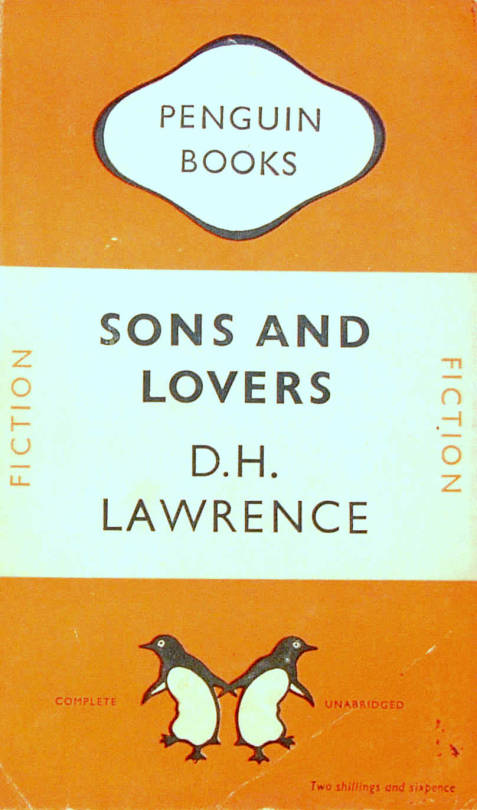 PENGUIN
BOOKS
SONS AND
LOVERS
D.H.
LAWRENCE
FICTION
FICTION
COMPLETE
UNABRIDGED
Two shillings and sixpence